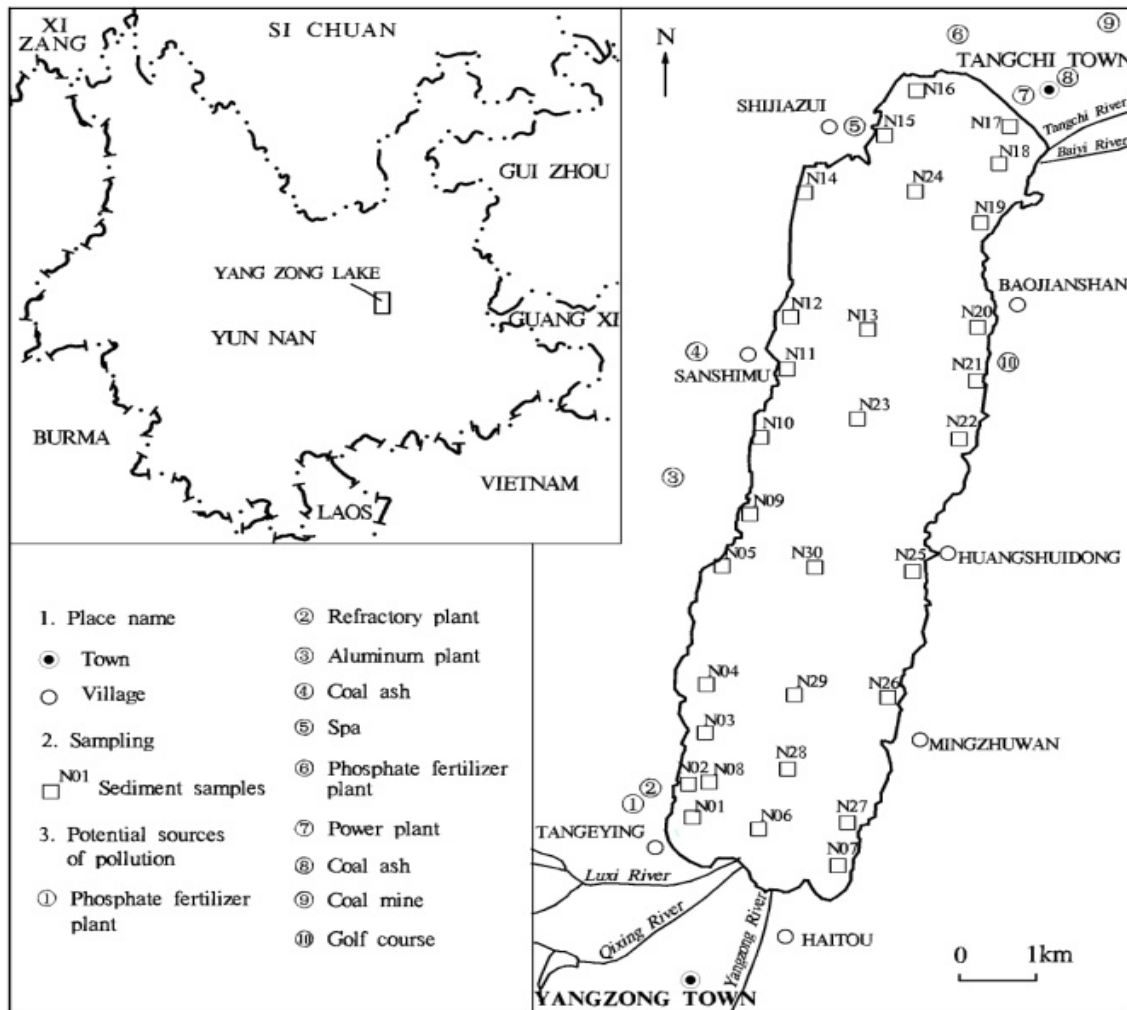 XI
ZANG
SI CHUAN
GUI ZHOU
YANG ZONG LAKE
GUANG XI
YUN NAN
BURMA
VIETNAM
LAOS
1. Place name
Town
Village
2. Sampling
N01
Sediment samples
3. Potential sources
of pollution
① Phosphate fertilizer
plant
② Refractory plant
③ Aluminum plant
④ Coal ash
⑤ Spa
⑥ Phosphate fertilizer
plant
⑦ Power plant
⑧ Coal ash
⑨ Coal mine
⑩ Golf course
N
⑨
⑥
TANGCHI TOWN
⑧
⑦
N16
SHIJIAZUI
⑤
N15
N17
Tangchi River
Baiyi River
N18
N14
N24
N19
BAOJIANSHAN
N12
N13
N20
④
SANSHIMU
N11
N21
⑩
N23
N10
N22
③
N09
N05
N30
N25
HUANGSHUIDONG
N04
N29
N26
N03
MINGZHUWAN
N28
N02
N08
②
①
N01
N06
N27
TANGEYING
N07
Luxi River
Qixing River
Yangzong River
HAITOU
YANGZONG TOWN
0 1km